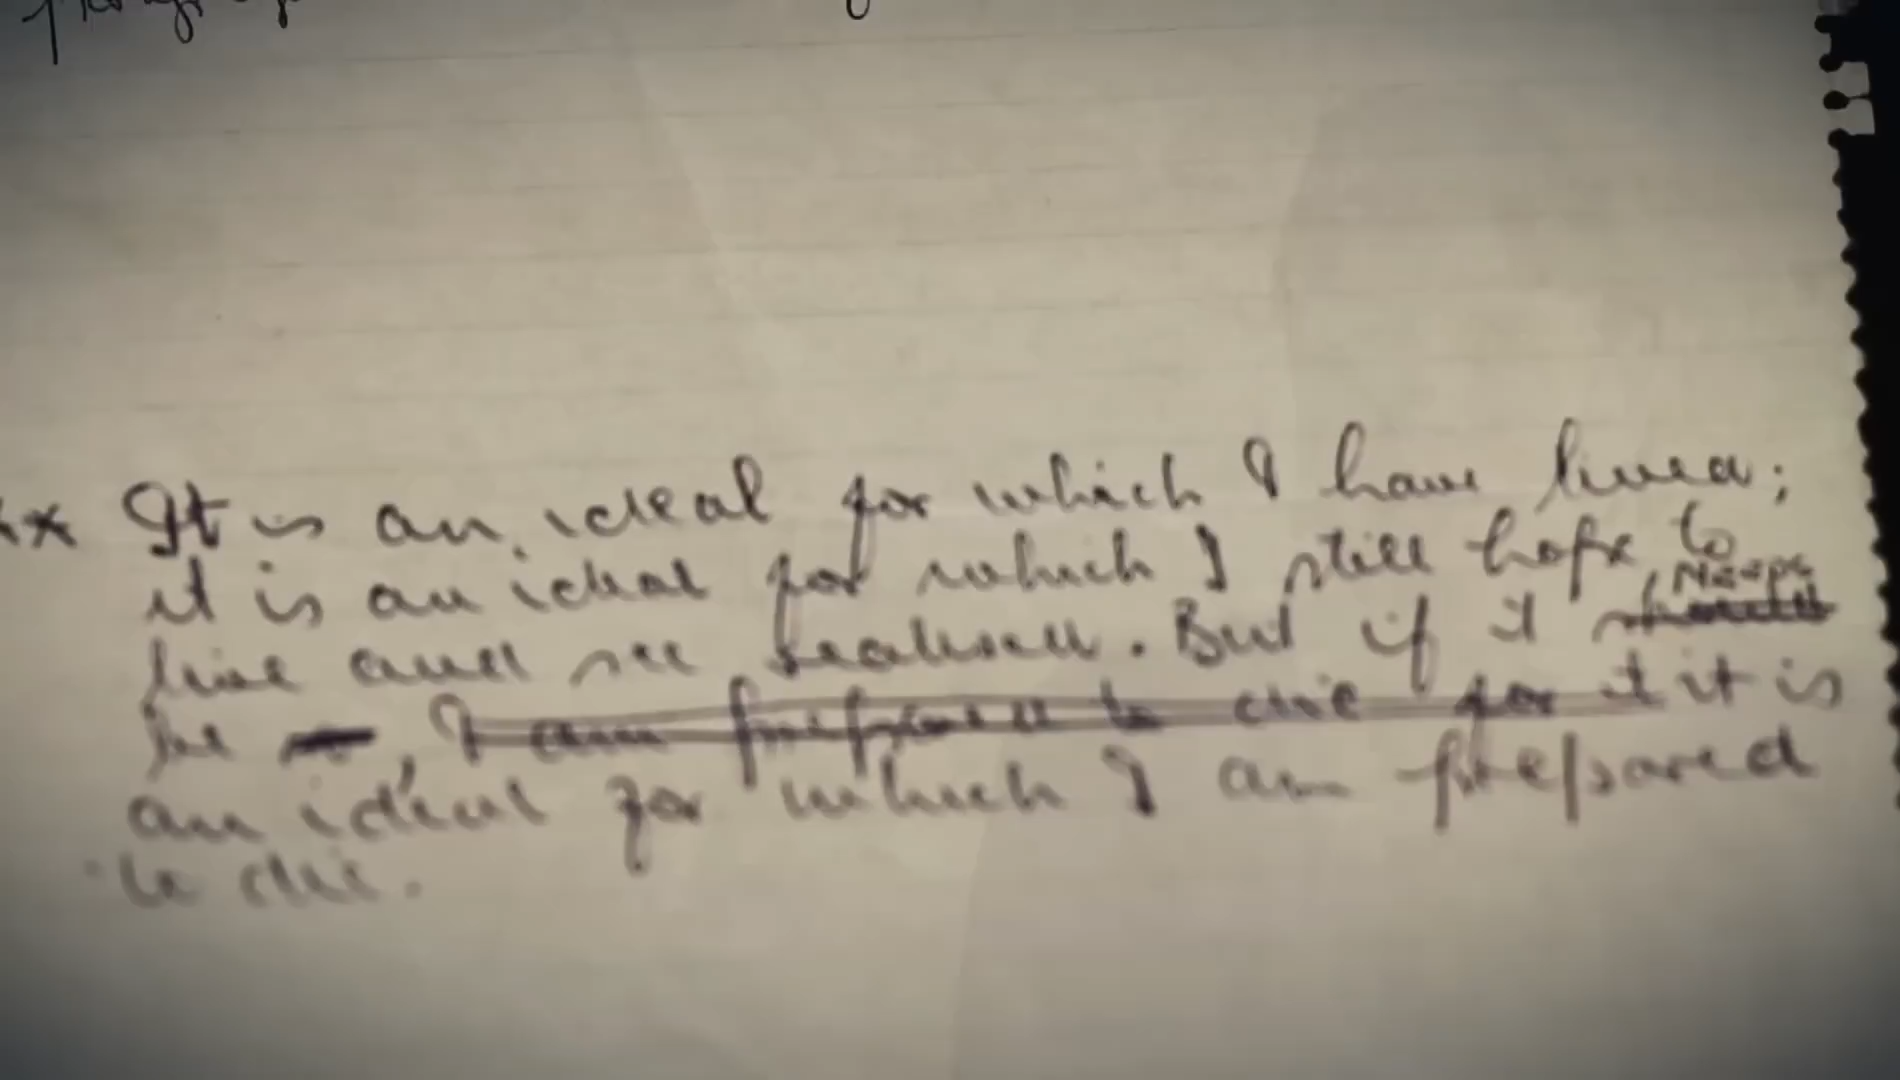 xx It is an ideal for which I have lived;
it is an ideal for which I still hope to
live and see realised. But if it should
needs
be, I am prepared to die for it it is
an ideal for which I am prepared
to die.